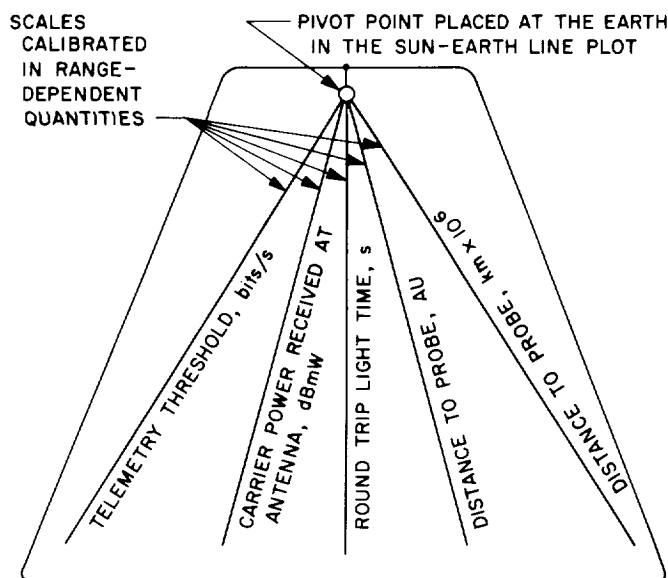 SCALES
CALIBRATED
IN RANGE-
DEPENDENT
QUANTITIES
PIVOT POINT PLACED AT THE EARTH
IN THE SUN-EARTH LINE PLOT
TELEMETRY THRESHOLD, bits/s
CARRIER POWER RECEIVED AT
ANTENNA, dBmW
ROUND TRIP LIGHT TIME, s
DISTANCE TO PROBE, AU
DISTANCE TO PROBE, km x 106